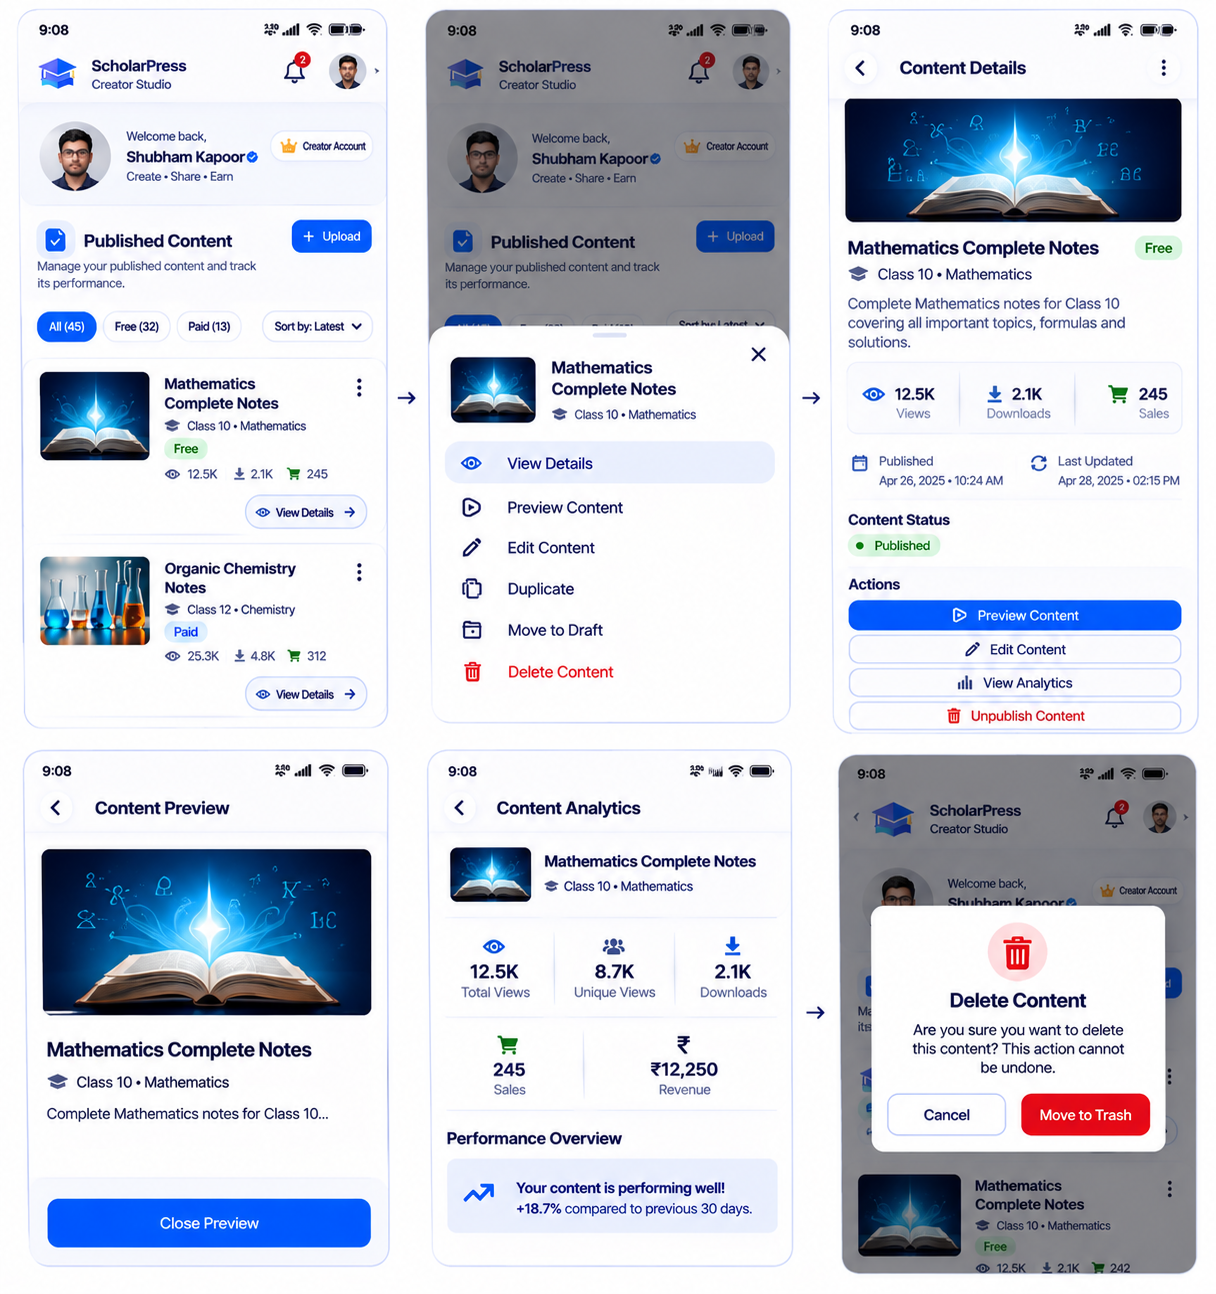 9:08
ScholarPress
Creator Studio
2
Welcome back,
Shubham Kapoor
Create • Share • Earn
Creator Account
Published Content
+ Upload
Manage your published content and track
its performance.
All (45)
Free (32)
Paid (13)
Sort by: Latest
Mathematics
Complete Notes
Class 10 • Mathematics
Free
12.5K 2.1K 245
View Details →
Organic Chemistry
Notes
Class 12 • Chemistry
Paid
25.3K 4.8K 312
View Details →
9:08
ScholarPress
Creator Studio
2
Welcome back,
Shubham Kapoor
Create • Share • Earn
Creator Account
Published Content
+ Upload
Manage your published content and track
its performance.
Sort by: Latest
Mathematics
Complete Notes
Class 10 • Mathematics
View Details
Preview Content
Edit Content
Duplicate
Move to Draft
Delete Content
9:08
Content Details
Mathematics Complete Notes
Free
Class 10 • Mathematics
Complete Mathematics notes for Class 10
covering all important topics, formulas and
solutions.
12.5K 2.1K 245
Views Downloads Sales
Published
Apr 26, 2025 • 10:24 AM
Last Updated
Apr 28, 2025 • 02:15 PM
Content Status
Published
Actions
Preview Content
Edit Content
View Analytics
Unpublish Content
9:08
Content Preview
Mathematics Complete Notes
Class 10 • Mathematics
Complete Mathematics notes for Class 10...
Close Preview
9:08
Content Analytics
Mathematics Complete Notes
Class 10 • Mathematics
12.5K 8.7K 2.1K
Total Views Unique Views Downloads
₹
245 ₹12,250
Sales Revenue
Performance Overview
Your content is performing well!
+18.7% compared to previous 30 days.
9:08
ScholarPress
Creator Studio
2
Welcome back,
Shubham Kapoor
Creator Account
Delete Content
Are you sure you want to delete
this content? This action cannot
be undone.
Cancel
Move to Trash
Mathematics
Complete Notes
Class 10 • Mathematics
Free
12.5K 2.1K 242